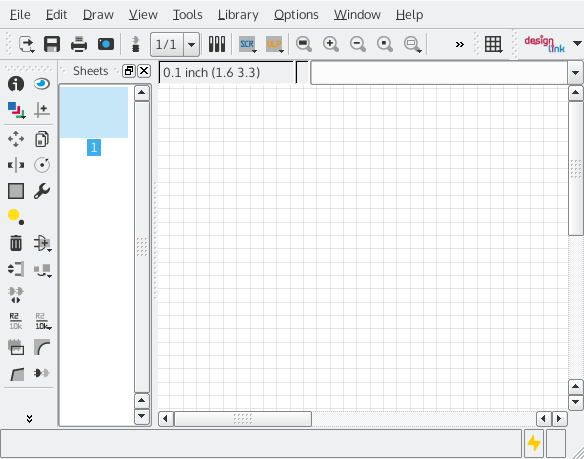 File Edit Draw View Tools Library Options Window Help
1/1 SCR ULP » design link
Sheets
0.1 inch (1.6 3.3)
1
R2 R2
10k 10k